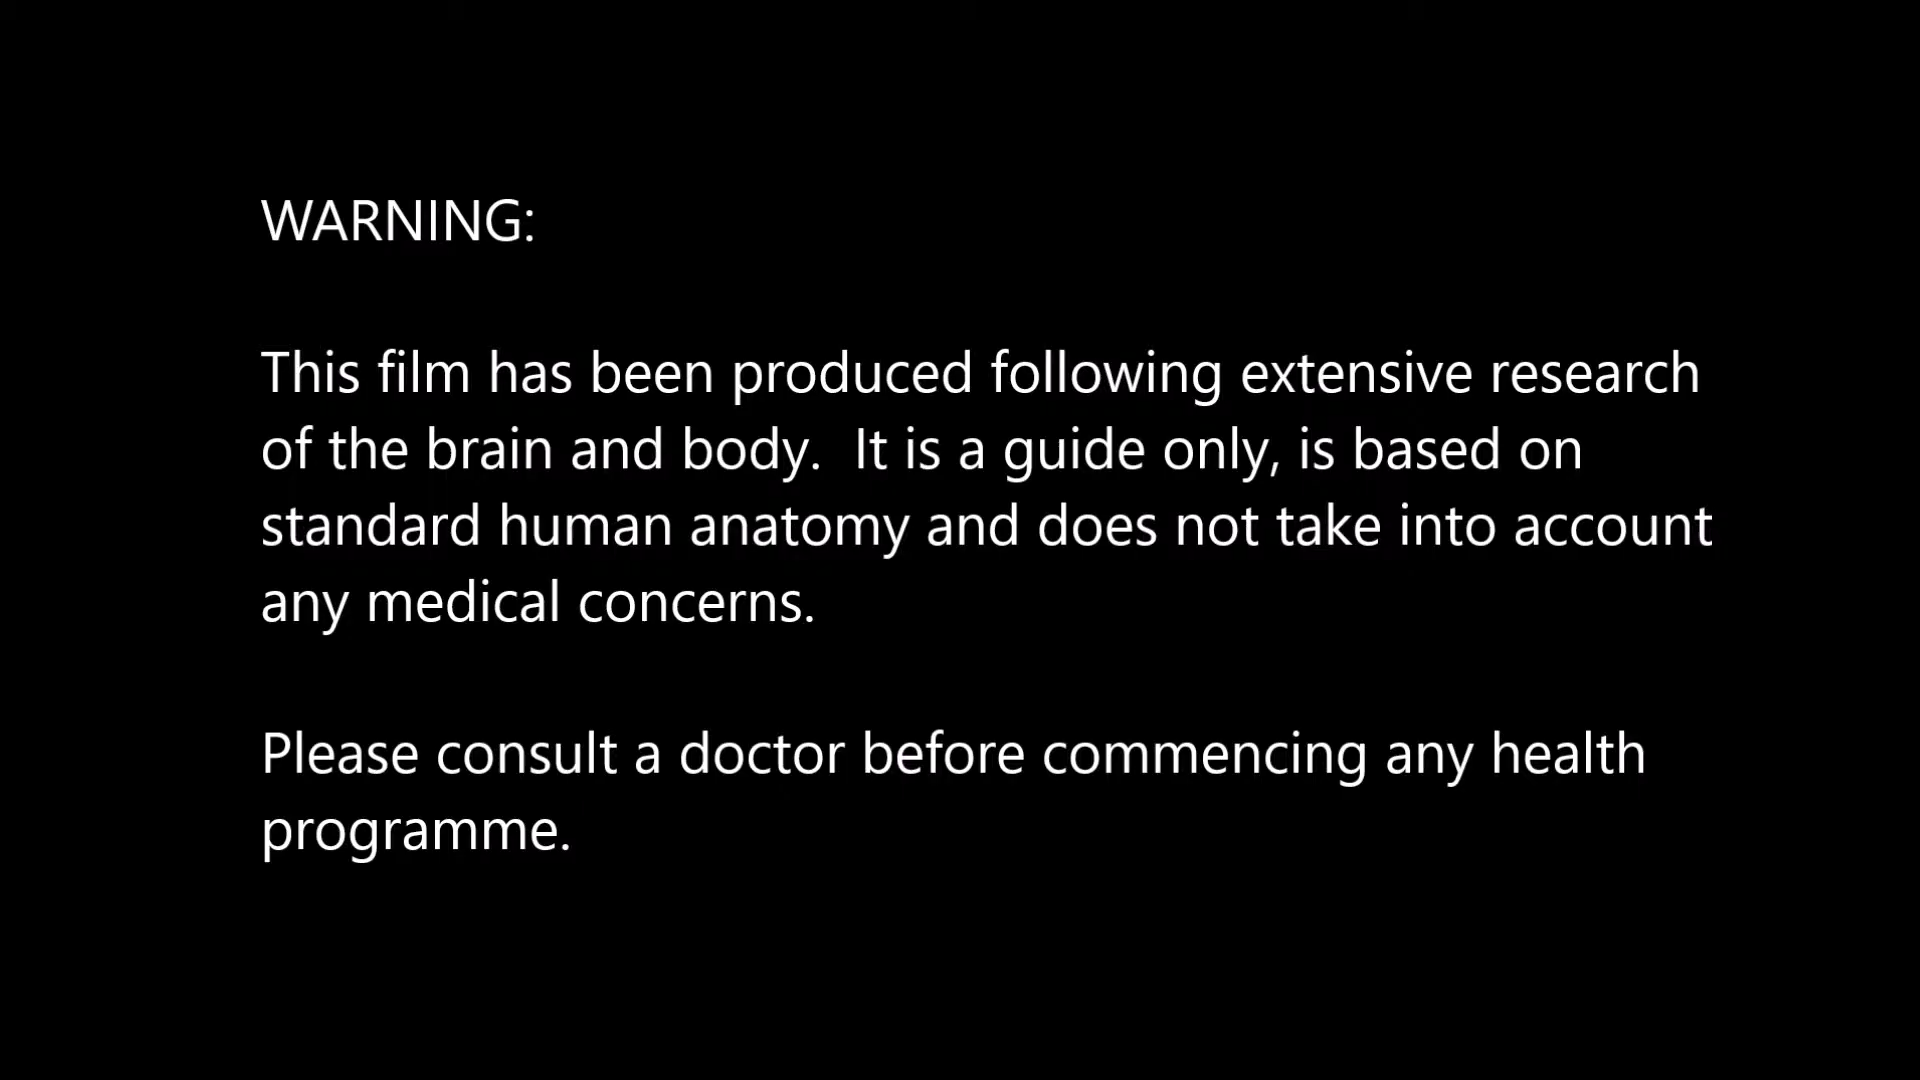 WARNING:
This film has been produced following extensive research
of the brain and body.  It is a guide only, is based on
standard human anatomy and does not take into account
any medical concerns.
Please consult a doctor before commencing any health
programme.